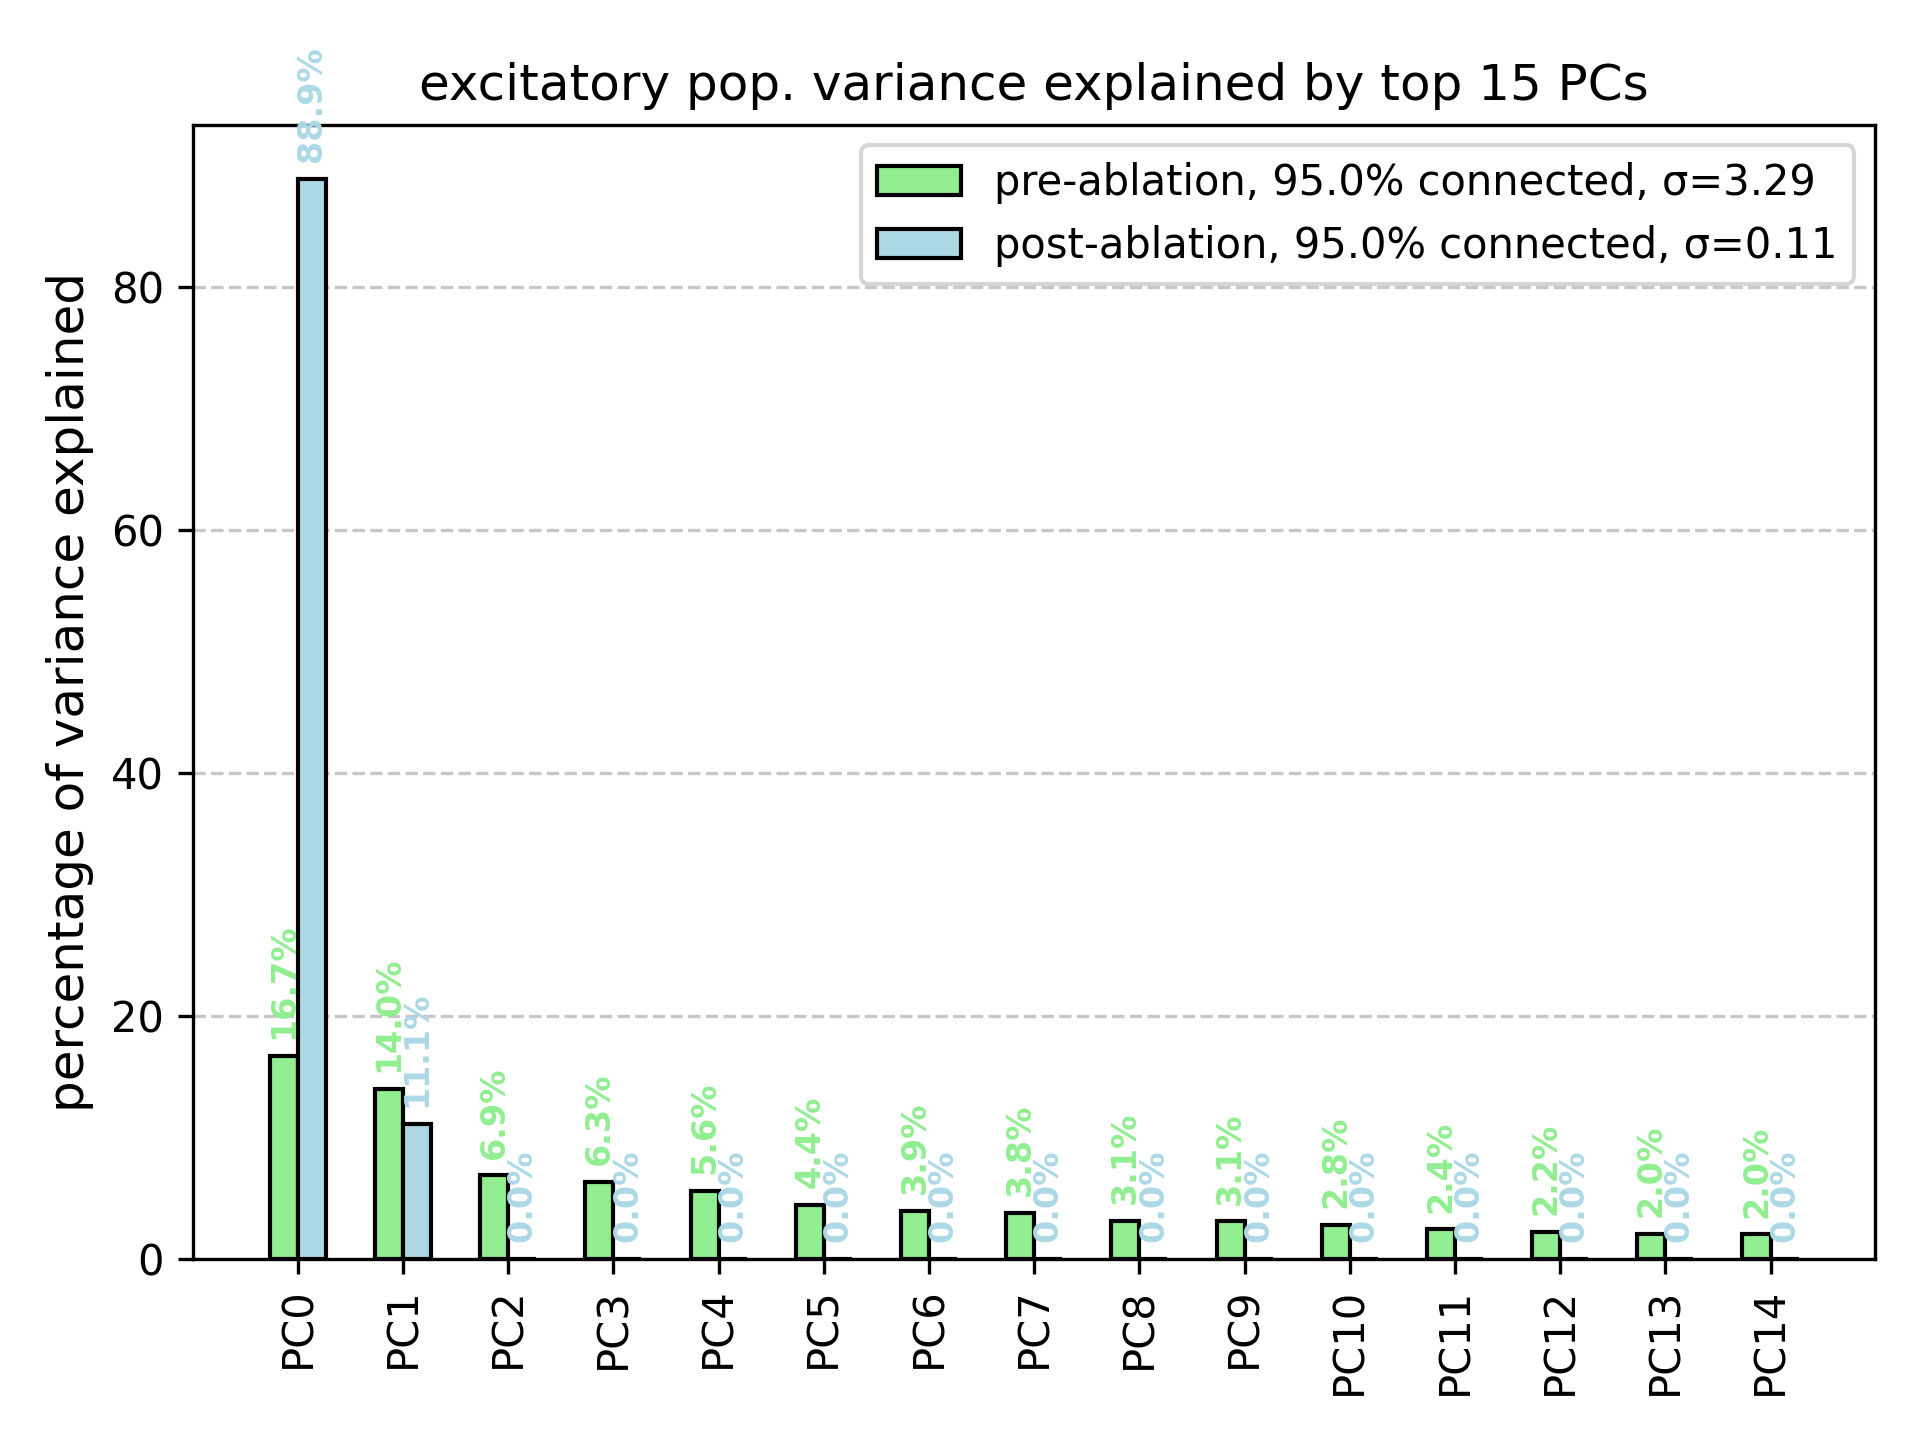 excitatory pop. variance explained by top 15 PCs
pre-ablation, 95.0% connected, σ=3.29
post-ablation, 95.0% connected, σ=0.11
percentage of variance explained
80
60
40
20
0
16.7%
88.9%
14.0%
11.1%
6.9%
0.0%
6.3%
0.0%
5.6%
0.0%
4.4%
0.0%
3.9%
0.0%
3.8%
0.0%
3.1%
0.0%
3.1%
0.0%
2.8%
0.0%
2.4%
0.0%
2.2%
0.0%
2.0%
0.0%
2.0%
0.0%
PC0
PC1
PC2
PC3
PC4
PC5
PC6
PC7
PC8
PC9
PC10
PC11
PC12
PC13
PC14